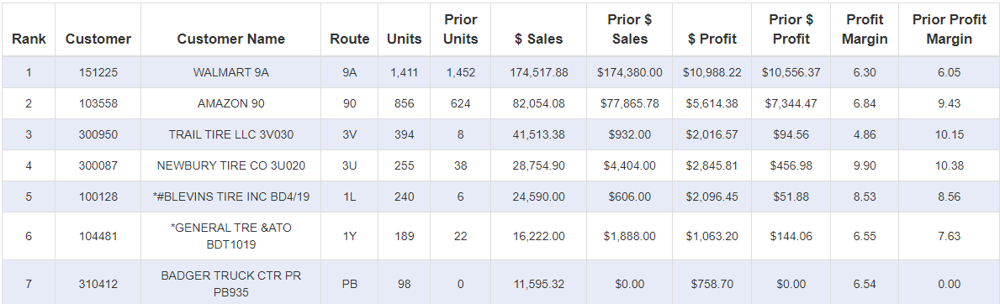 Rank Customer Customer Name Route Units Prior Units $ Sales Prior $ Sales $ Profit Prior $ Profit Profit Margin Prior Profit Margin
1 151225 WALMART 9A 9A 1,411 1,452 174,517.88 $174,380.00 $10,988.22 $10,556.37 6.30 6.05
2 103558 AMAZON 90 90 856 624 82,054.08 $77,865.78 $5,614.38 $7,344.47 6.84 9.43
3 300950 TRAIL TIRE LLC 3V030 3V 394 8 41,513.38 $932.00 $2,016.57 $94.56 4.86 10.15
4 300087 NEWBURY TIRE CO 3U020 3U 255 38 28,754.90 $4,404.00 $2,845.81 $456.98 9.90 10.38
5 100128 *#BLEVINS TIRE INC BD4/19 1L 240 6 24,590.00 $606.00 $2,096.45 $51.88 8.53 8.56
6 104481 *GENERAL TRE &ATO BDT1019 1Y 189 22 16,222.00 $1,888.00 $1,063.20 $144.06 6.55 7.63
7 310412 BADGER TRUCK CTR PR PB935 PB 98 0 11,595.32 $0.00 $758.70 $0.00 6.54 0.00